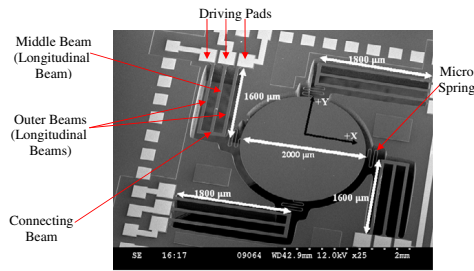 Driving Pads
Middle Beam
(Longitudinal
Beam)
Outer Beams
(Longitudinal
Beams)
Connecting
Beam
Micro
Spring
1800 µm
1600 µm
+Y
+X
2000 µm
1600 µm
1800 µm
SE 16:17 09064 WD42.9mm 12.0kV x25 2mm